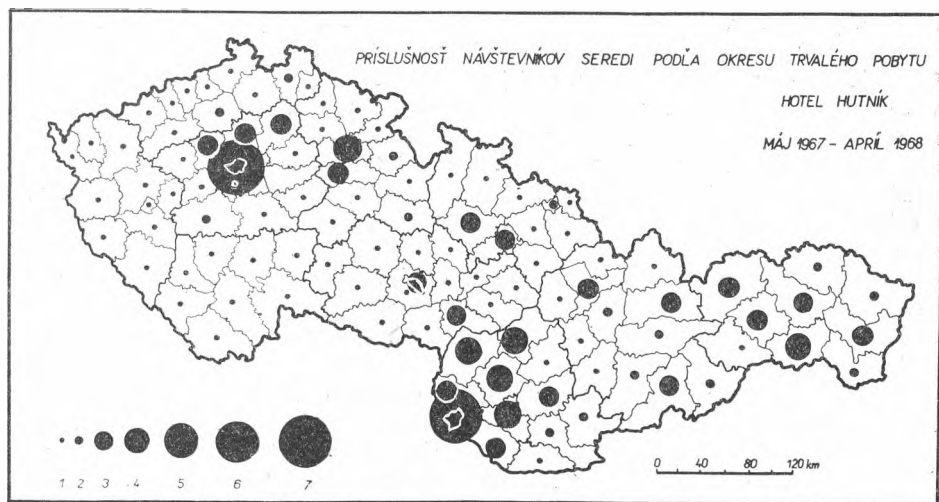 PRÍSLUŠNOSŤ NÁVŠTEVNÍKOV SEREDI PODĽA OKRESU TRVALÉHO POBYTU
HOTEL HUTNÍK
MÁJ 1967 - APRÍL 1968
1 2 3 4 5 6 7
0 40 80 120 km